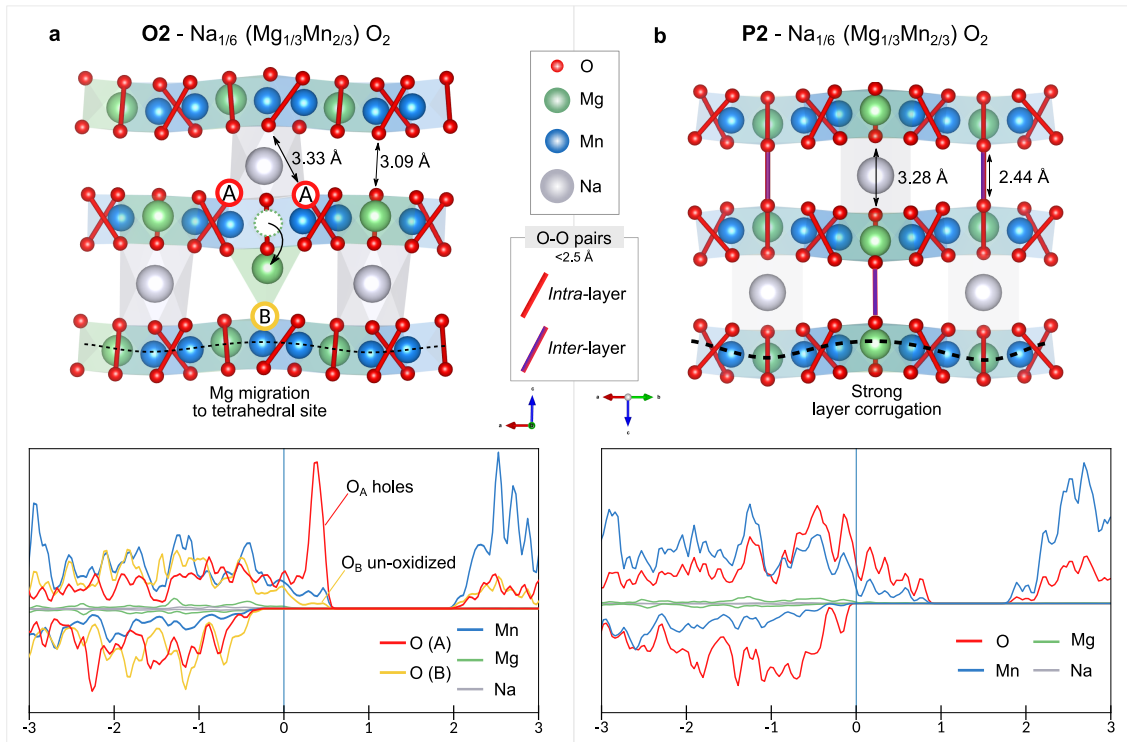 a
O2 - Na1/6 (Mg1/3Mn2/3) O2
3.33 Å
3.09 Å
A
A
B
Mg migration
to tetrahedral site
O
Mg
Mn
Na
O-O pairs
<2.5 Å
Intra-layer
Inter-layer
a
c
a
b
c
b
P2 - Na1/6 (Mg1/3Mn2/3) O2
3.28 Å
2.44 Å
Strong
layer corrugation
OA holes
OB un-oxidized
O (A)
O (B)
Mn
Mg
Na
-3
-2
-1
0
1
2
3
O
Mn
Mg
Na
-3
-2
-1
0
1
2
3